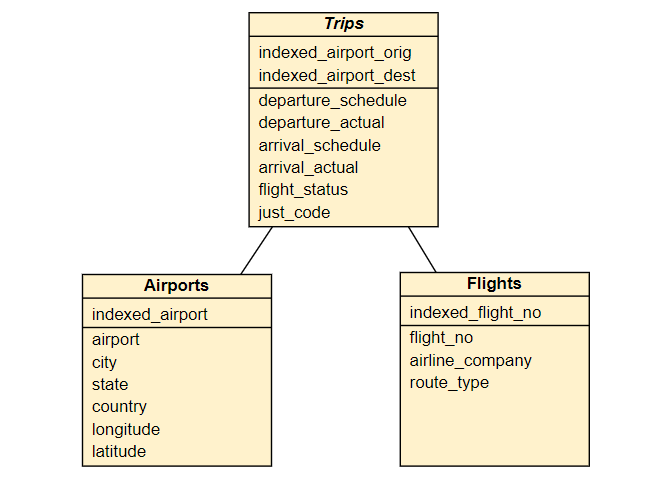 Trips
indexed_airport_orig
indexed_airport_dest
departure_schedule
departure_actual
arrival_schedule
arrival_actual
flight_status
just_code
Airports
indexed_airport
airport
city
state
country
longitude
latitude
Flights
indexed_flight_no
flight_no
airline_company
route_type